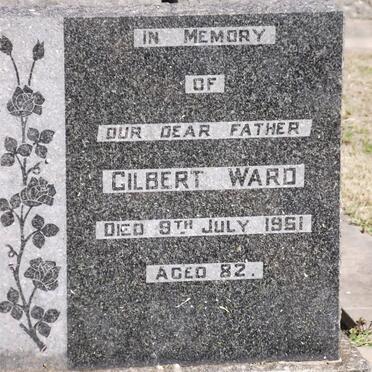 IN MEMORY
OF
OUR DEAR FATHER
GILBERT WARD
DIED 9TH JULY 1951
AGED 82.